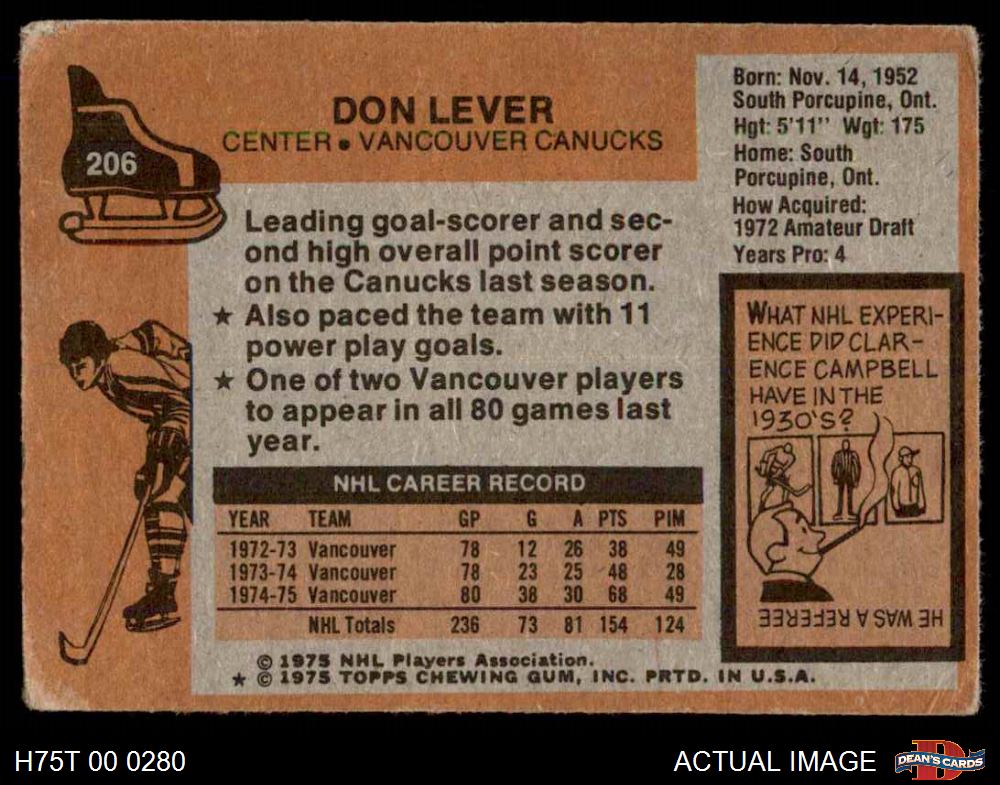 206
DON LEVER
CENTER • VANCOUVER CANUCKS
Leading goal-scorer and sec-
ond high overall point scorer
on the Canucks last season.
★ Also paced the team with 11
power play goals.
★ One of two Vancouver players
to appear in all 80 games last
year.
NHL CAREER RECORD
YEAR TEAM GP G A PTS PIM
1972-73 Vancouver 78 12 26 38 49
1973-74 Vancouver 78 23 25 48 28
1974-75 Vancouver 80 38 30 68 49
NHL Totals 236 73 81 154 124
© 1975 NHL Players Association.
★ © 1975 TOPPS CHEWING GUM, INC. PRTD. IN U.S.A.
Born: Nov. 14, 1952
South Porcupine, Ont.
Hgt: 5'11" Wgt: 175
Home: South
Porcupine, Ont.
How Acquired:
1972 Amateur Draft
Years Pro: 4
WHAT NHL EXPERI-
ENCE DID CLAR-
ENCE CAMPBELL
HAVE IN THE
1930'S?
HE WAS A REFEREE
H75T 00 0280
ACTUAL IMAGE
D
DEAN'S CARDS